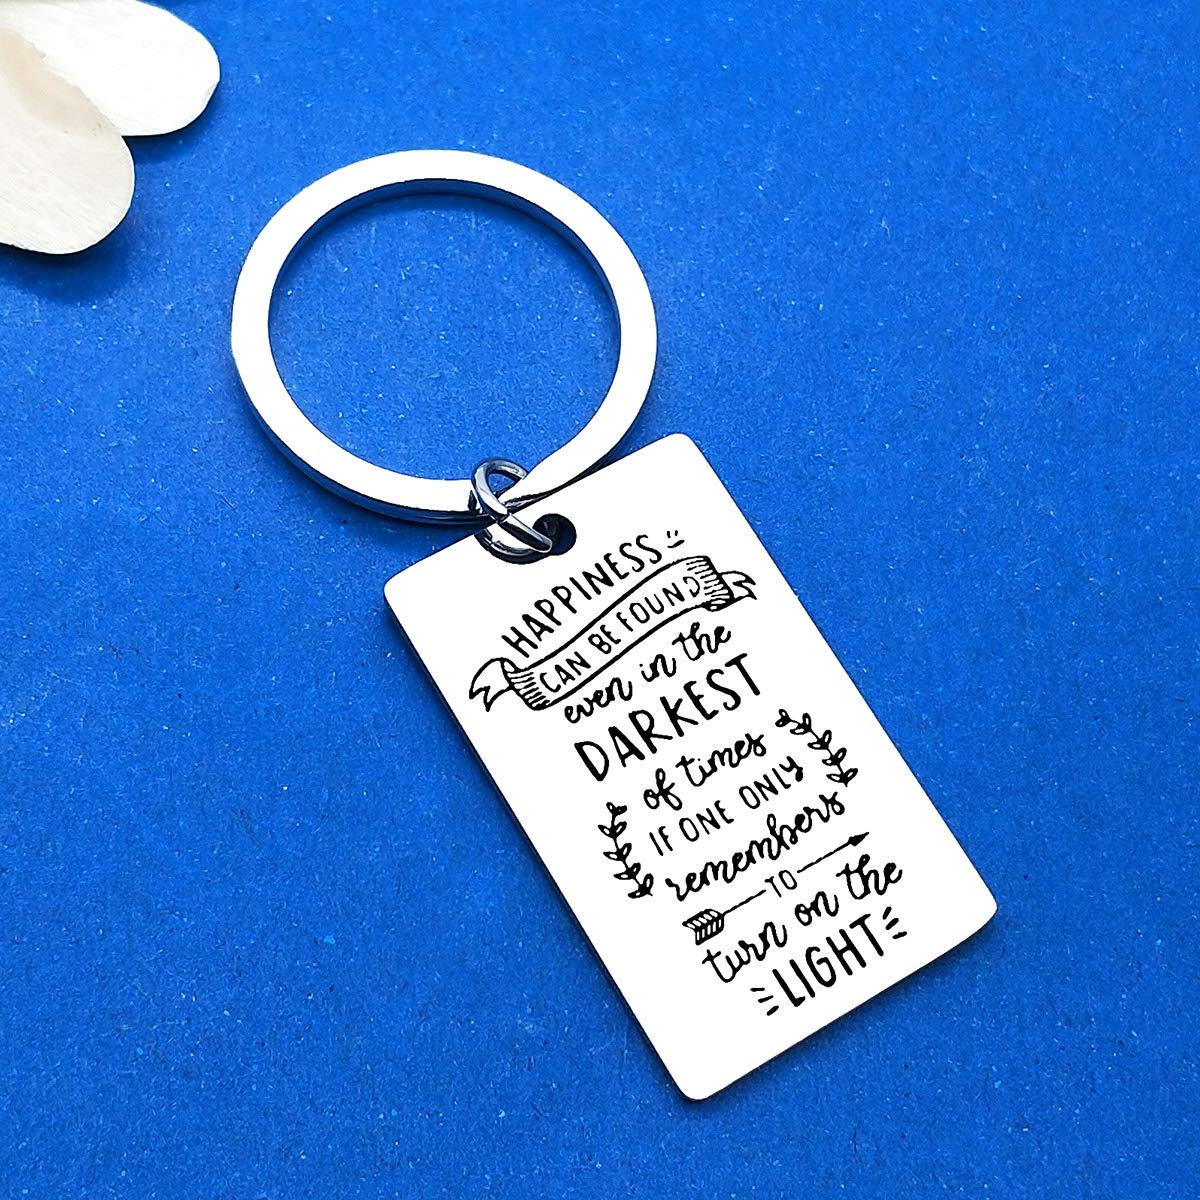 HAPPINESS
CAN BE FOUND
even in the
DARKEST
of times
IF ONE ONLY
remembers
TO
turn on the
LIGHT